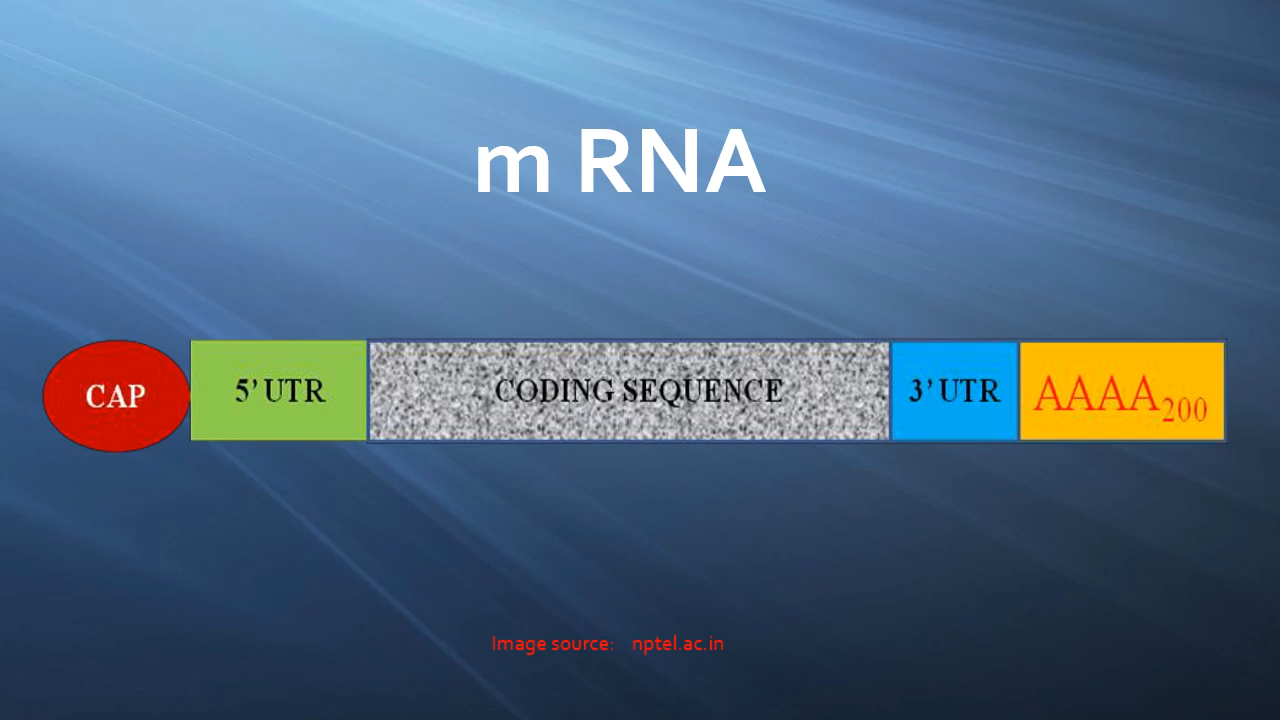 m RNA
CAP 5’ UTR CODING SEQUENCE 3’ UTR AAAA200
Image source: nptel.ac.in